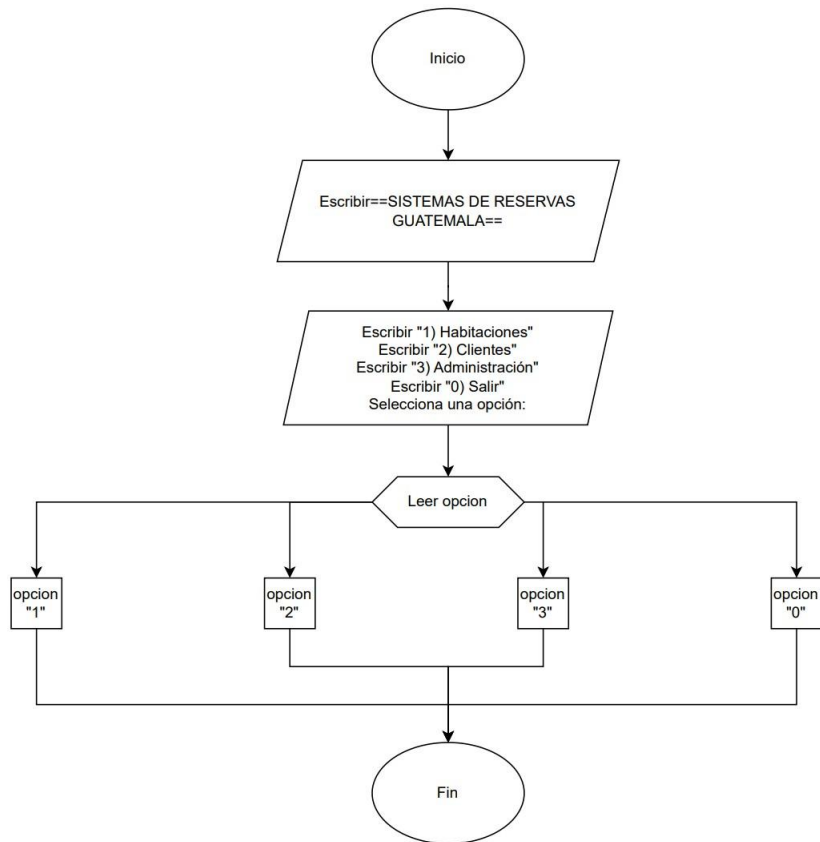 Inicio
Escribir==SISTEMAS DE RESERVAS
GUATEMALA==
Escribir "1) Habitaciones"
Escribir "2) Clientes"
Escribir "3) Administración"
Escribir "0) Salir"
Selecciona una opción:
Leer opcion
opcion
"1"
opcion
"2"
opcion
"3"
opcion
"0"
Fin